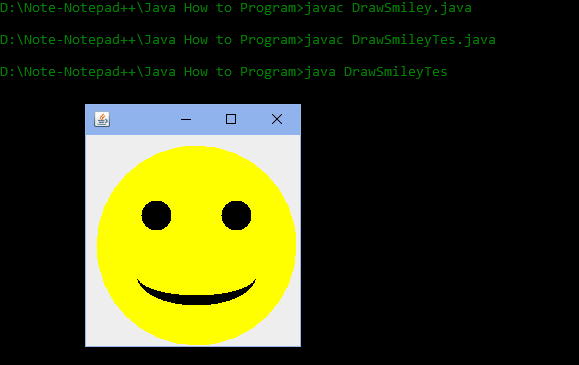 D:\Note-Notepad++\Java How to Program>javac DrawSmiley.java
D:\Note-Notepad++\Java How to Program>javac DrawSmileyTes.java
D:\Note-Notepad++\Java How to Program>java DrawSmileyTes